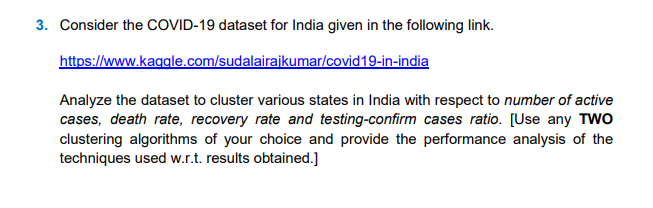 3. Consider the COVID-19 dataset for India given in the following link.
https://www.kaggle.com/sudalairajkumar/covid19-in-india
Analyze the dataset to cluster various states in India with respect to number of active
cases, death rate, recovery rate and testing-confirm cases ratio. [Use any TWO
clustering algorithms of your choice and provide the performance analysis of the
techniques used w.r.t. results obtained.]